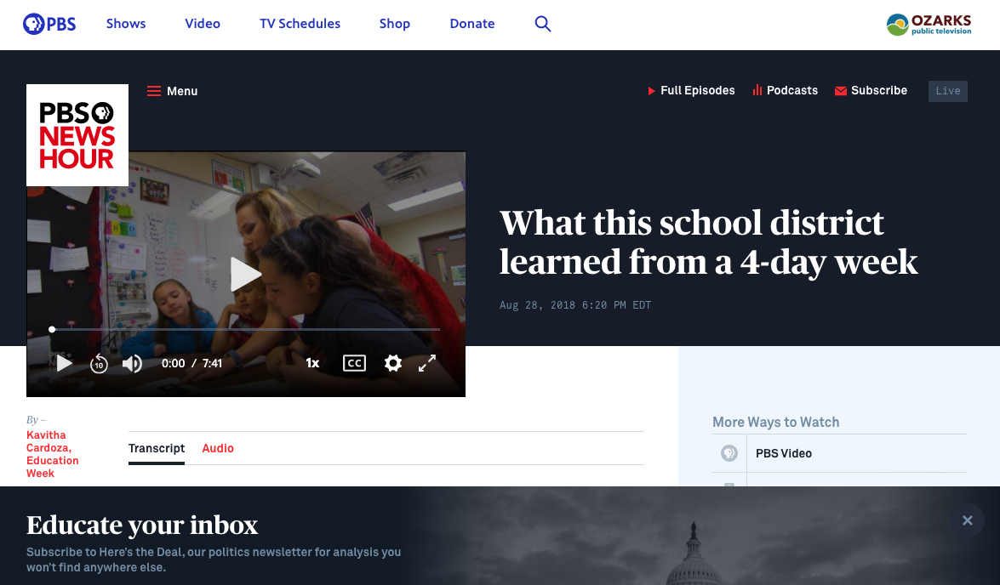 PBS
Shows
Video
TV Schedules
Shop
Donate
OZARKS
public television
PBS
NEWS
HOUR
Menu
Full Episodes
Podcasts
Subscribe
Live
What this school district
learned from a 4-day week
Aug 28, 2018 6:20 PM EDT
10
0:00 / 7:41
1x
CC
By –
Kavitha
Cardoza,
Education
Week
Transcript
Audio
More Ways to Watch
PBS Video
Educate your inbox
Subscribe to Here's the Deal, our politics newsletter for analysis you
won't find anywhere else.